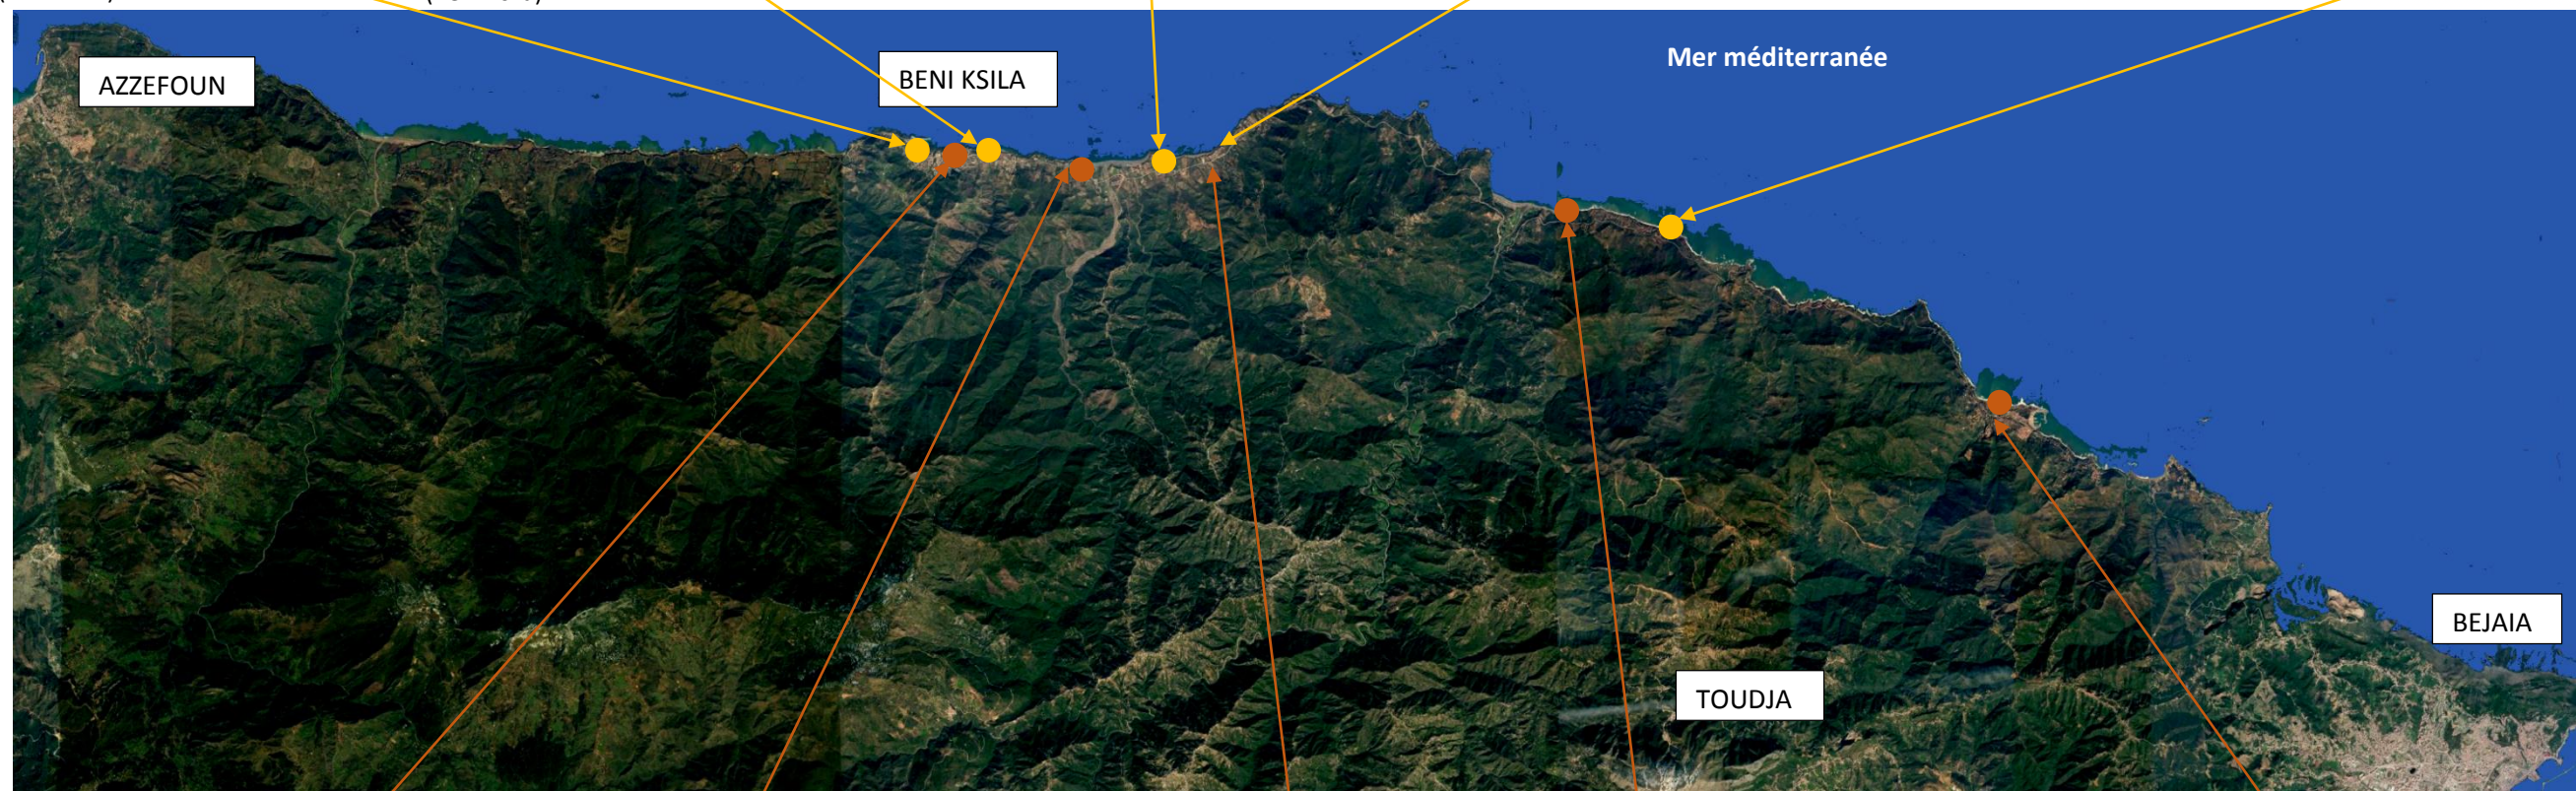 AZZEFOUN
BENI KSILA
Mer méditerranée
BEJAIA
TOUDJA